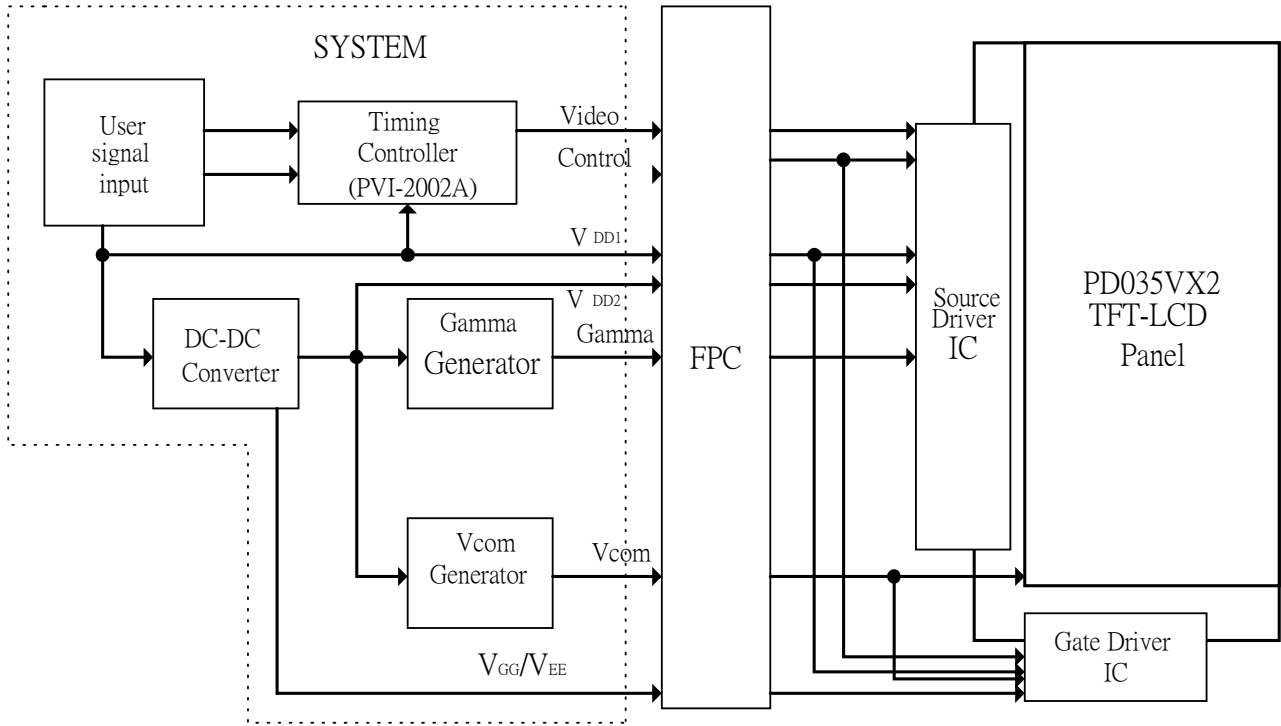 SYSTEM
User
signal
input
Timing
Controller
(PVI-2002A)
Video
Control
V DD1
V DD2
DC-DC
Converter
Gamma
Generator
Gamma
Vcom
Generator
Vcom
VGG/VEE
FPC
Source
Driver
IC
PD035VX2
TFT-LCD
Panel
Gate Driver
IC